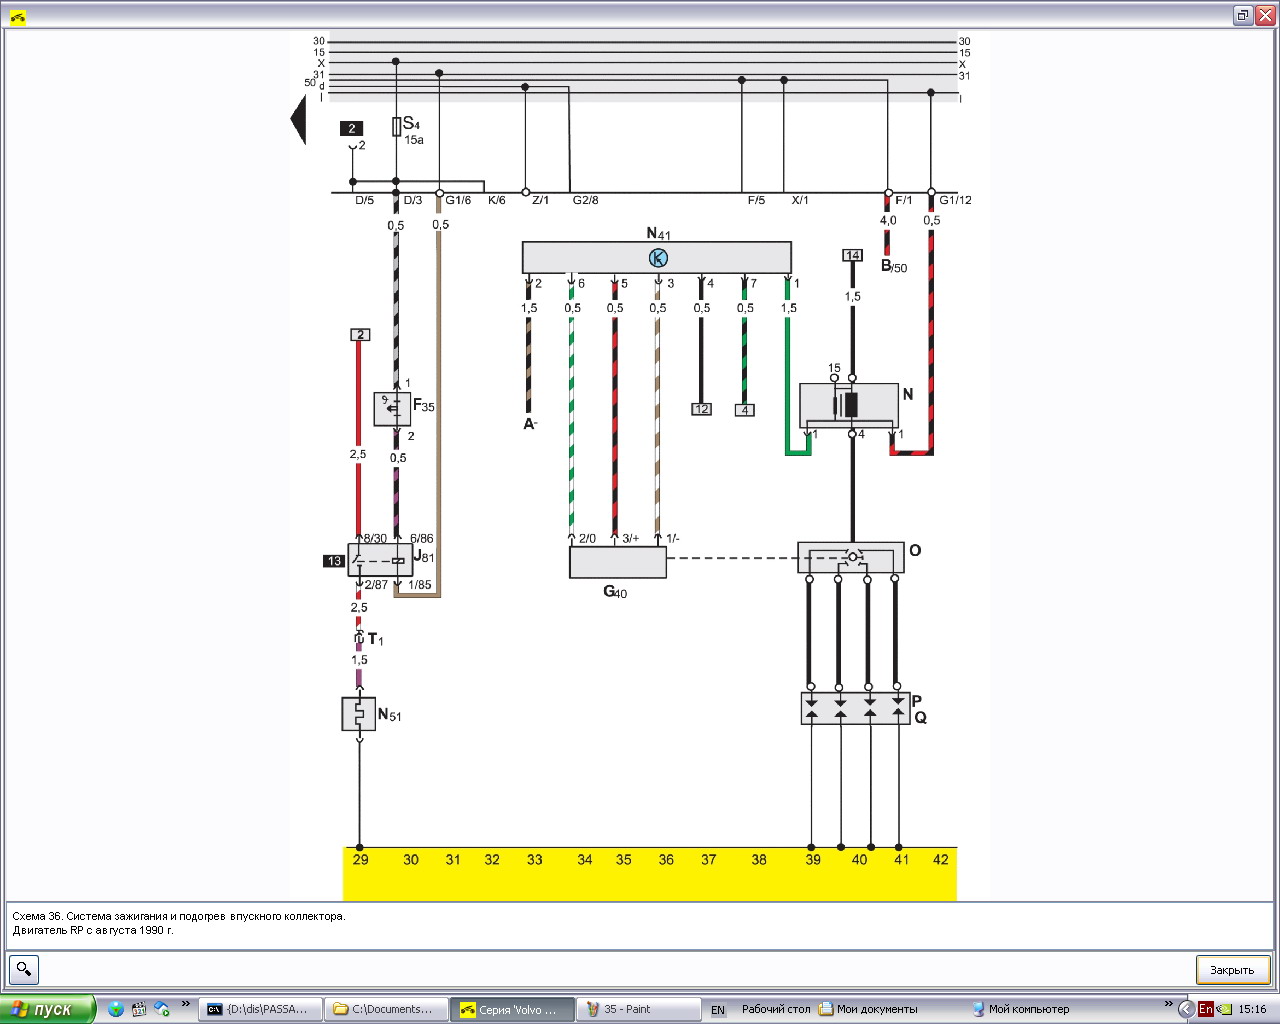 30 30
15 15
X X
31 31
50 d
l l
2
2
S4
15a
D/5 D/3 G1/6 K/6 Z/1 G2/8 F/5 X/1 F/1 G1/12
0,5 0,5 4,0 0,5
N41
14
B/50
2 6 5 3 4 7 1
1,5 0,5 0,5 0,5 0,5 0,5 1,5
1,5
2
15
1
F35
N
12 4
A-
2
1 4 1
2,5 0,5
8/30 6/86
2/0 3/+ 1/-
O
13
J81
2/87 1/85
G40
2,5
T1
1,5
N51
P
Q
29 30 31 32 33 34 35 36 37 38 39 40 41 42
Схема 36. Система зажигания и подогрев впускного коллектора.
Двигатель RP с августа 1990 г.
Закрыть
пуск
»
{D:\dis\PASSA...
C:\Documents...
Серия 'Volvo ...
35 - Paint
EN
Рабочий стол
Мои документы
Мой компьютер
»
En
15:16